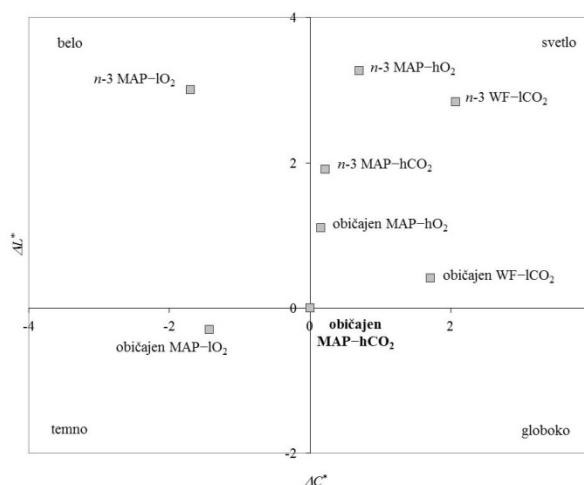 4
belo
svetlo
n-3 MAP−lO₂
n-3 MAP−hO₂
n-3 WF−lCO₂
2
n-3 MAP−hCO₂
običajen MAP−hO₂
običajen WF−lCO₂
ΔL*
0
-4
-2
0
2
običajen
MAP−hCO₂
običajen MAP−lO₂
temno
globoko
-2
ΔC*